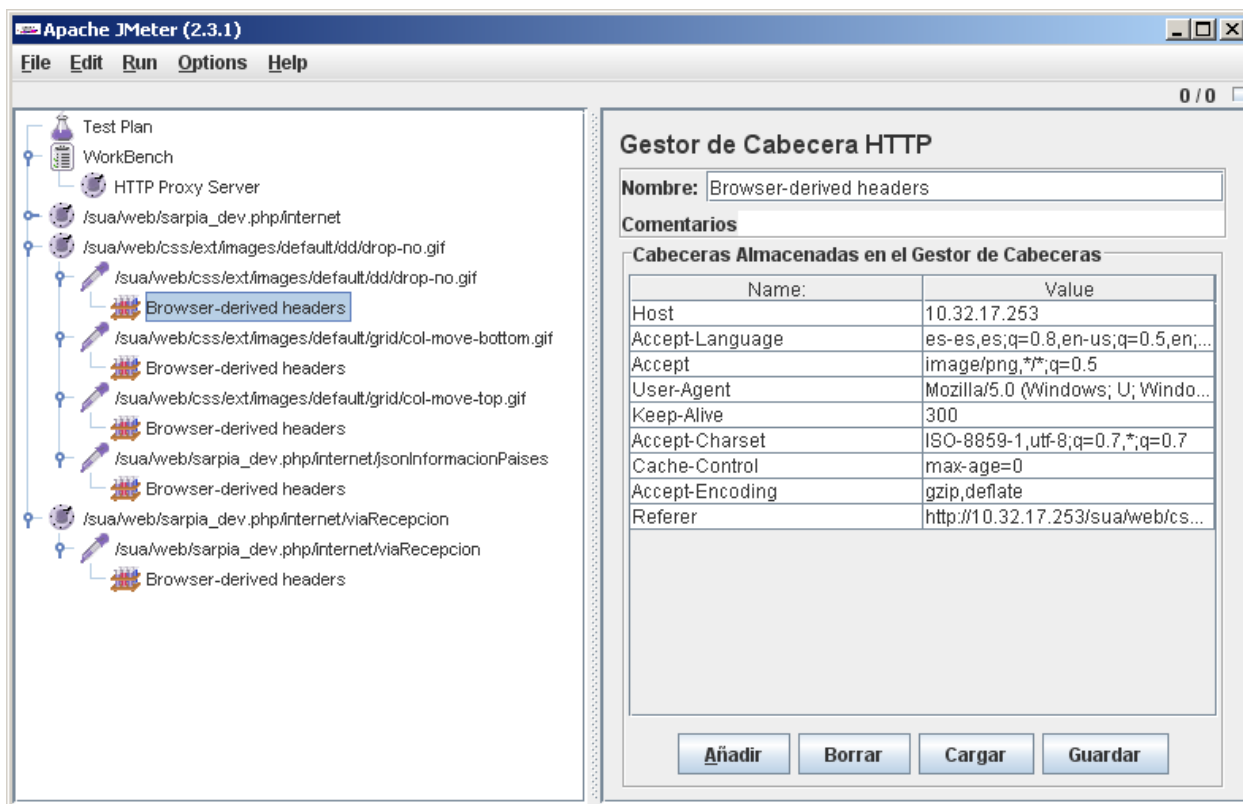 Apache JMeter (2.3.1)
File Edit Run Options Help
0 / 0
Test Plan
WorkBench
HTTP Proxy Server
/sua/web/sarpia_dev.php/internet
/sua/web/css/ext/images/default/dd/drop-no.gif
/sua/web/css/ext/images/default/dd/drop-no.gif
Browser-derived headers
/sua/web/css/ext/images/default/grid/col-move-bottom.gif
Browser-derived headers
/sua/web/css/ext/images/default/grid/col-move-top.gif
Browser-derived headers
/sua/web/sarpia_dev.php/internet/jsonInformacionPaises
Browser-derived headers
/sua/web/sarpia_dev.php/internet/viaRecepcion
/sua/web/sarpia_dev.php/internet/viaRecepcion
Browser-derived headers
Gestor de Cabecera HTTP
Nombre: Browser-derived headers
Comentarios
Cabeceras Almacenadas en el Gestor de Cabeceras
Name: Value
Host 10.32.17.253
Accept-Language es-es,es;q=0.8,en-us;q=0.5,en;...
Accept image/png,*/*;q=0.5
User-Agent Mozilla/5.0 (Windows; U; Windo...
Keep-Alive 300
Accept-Charset ISO-8859-1,utf-8;q=0.7,*;q=0.7
Cache-Control max-age=0
Accept-Encoding gzip,deflate
Referer http://10.32.17.253/sua/web/cs...
Añadir Borrar Cargar Guardar